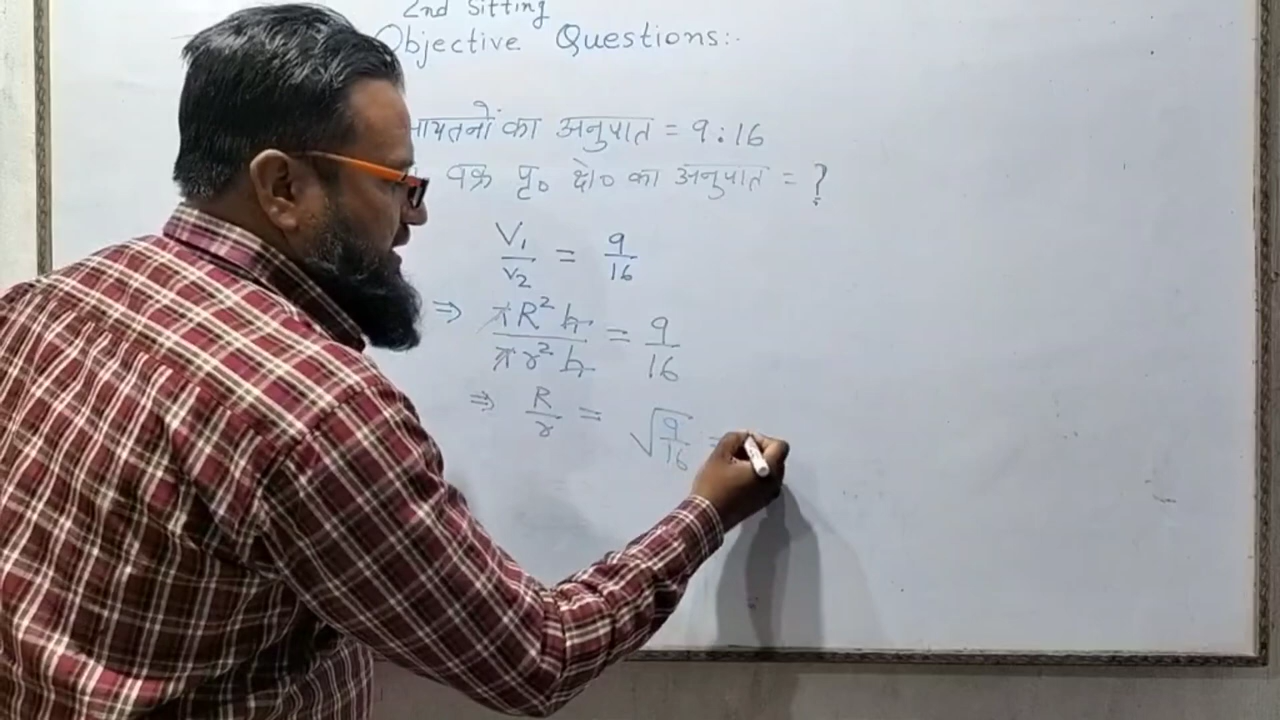 2nd Sitting
Objective Questions:-
आयतनों का अनुपात = 9:16
वक्र पृ० क्षे० का अनुपात = ?
V₁/V₂ = 9/16
⇒ πR²h/πr²h = 9/16
⇒ R/r = √9/16 =